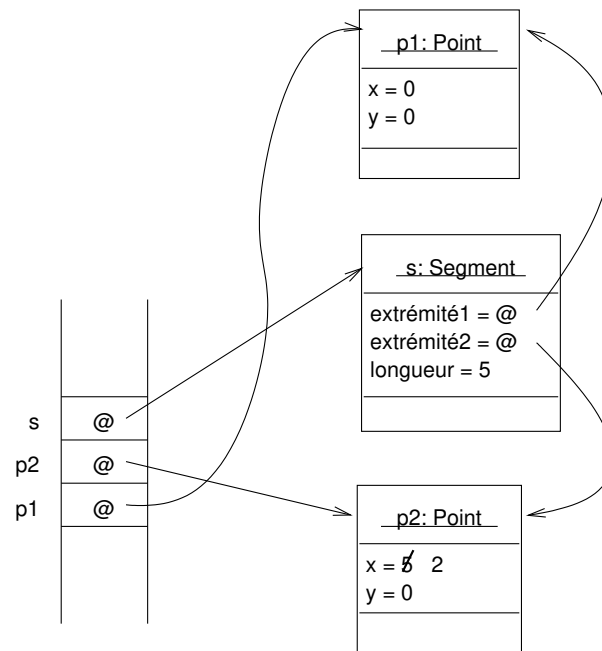 p1: Point
x = 0
y = 0
s: Segment
extrémité1 = @
extrémité2 = @
longueur = 5
s @
p2 @
p1 @
p2: Point
x = 5 2
y = 0